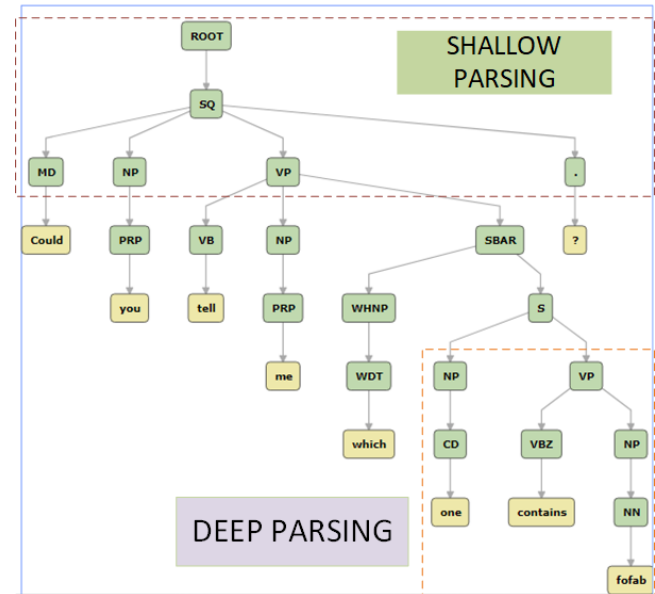 ROOT
SHALLOW
PARSING
SQ
MD NP VP .
Could PRP VB NP SBAR ?
you tell PRP WHNP S
me WDT NP VP
which CD VBZ NP
one contains NN
DEEP PARSING
fofab